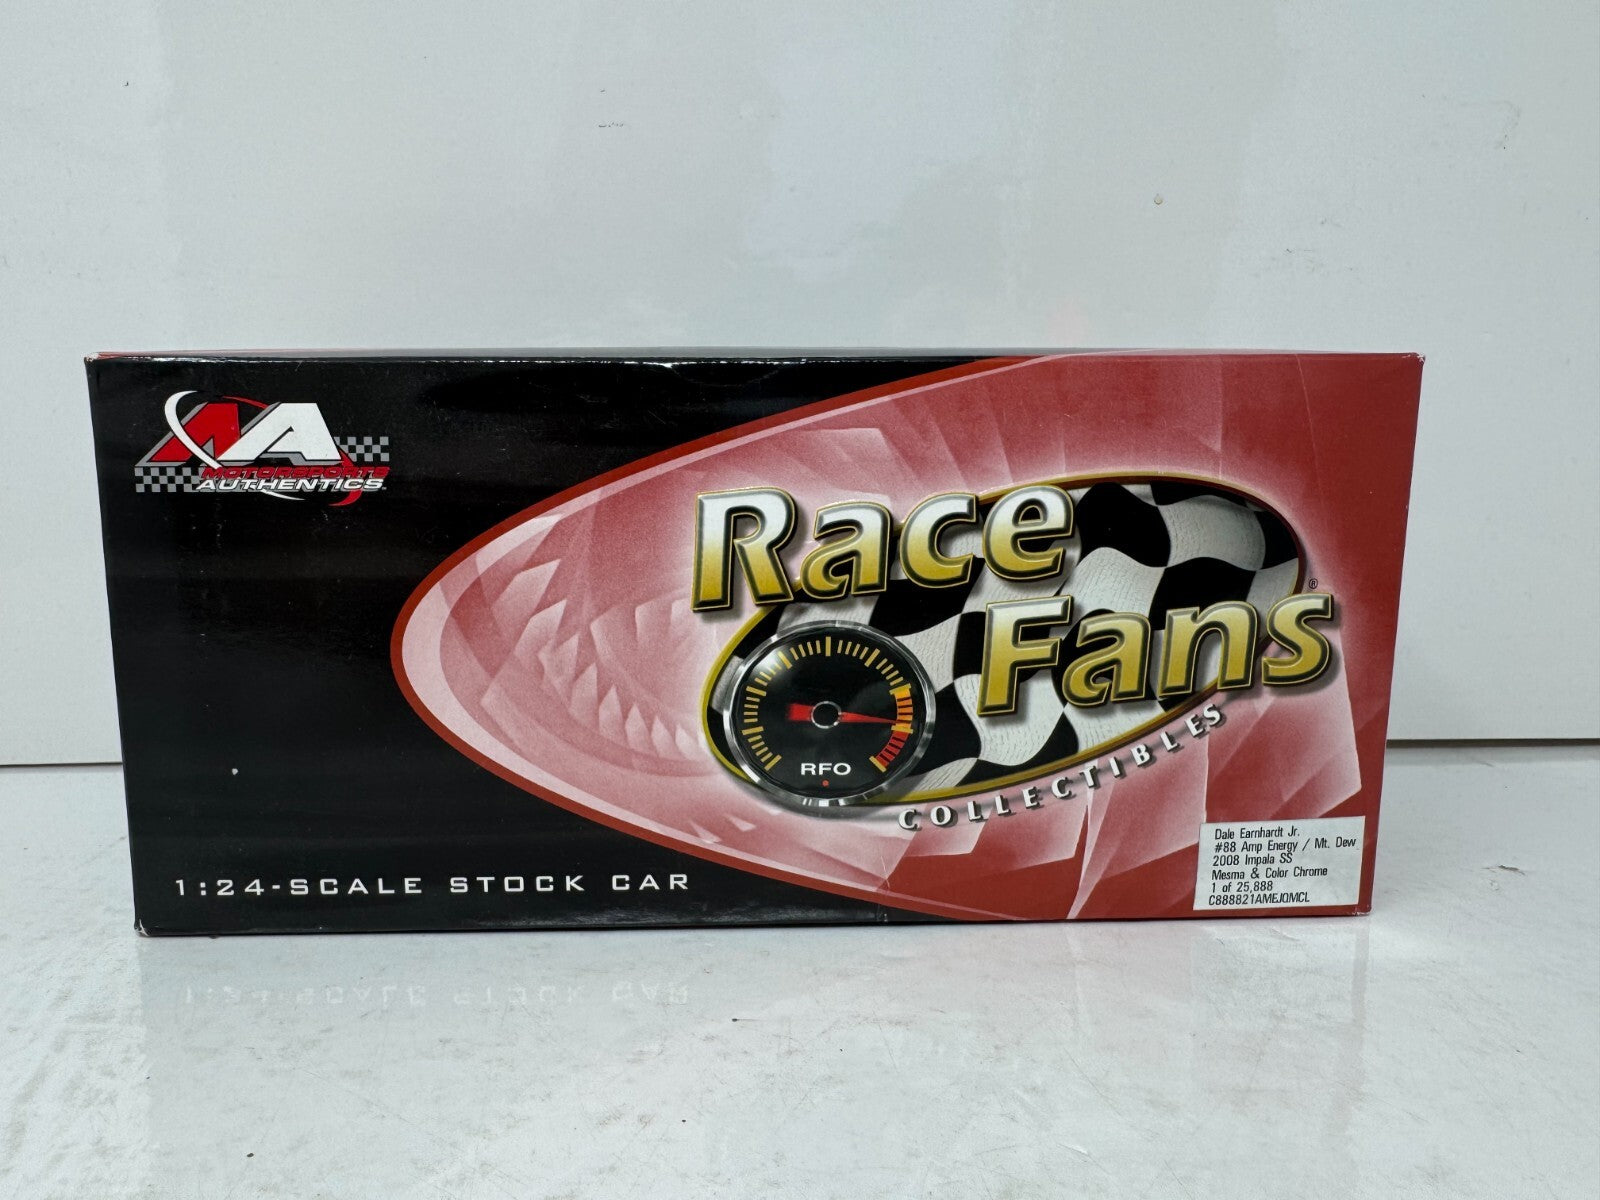 MOTORSPORTS
AUTHENTICS
Race
Fans®
COLLECTIBLES
RFO
1:24-SCALE STOCK CAR
Dale Earnhardt Jr.
#88 Amp Energy / Mt. Dew
2008 Impala SS
Mesma & Color Chrome
1 of 25,888
C888821AMEJQMCL